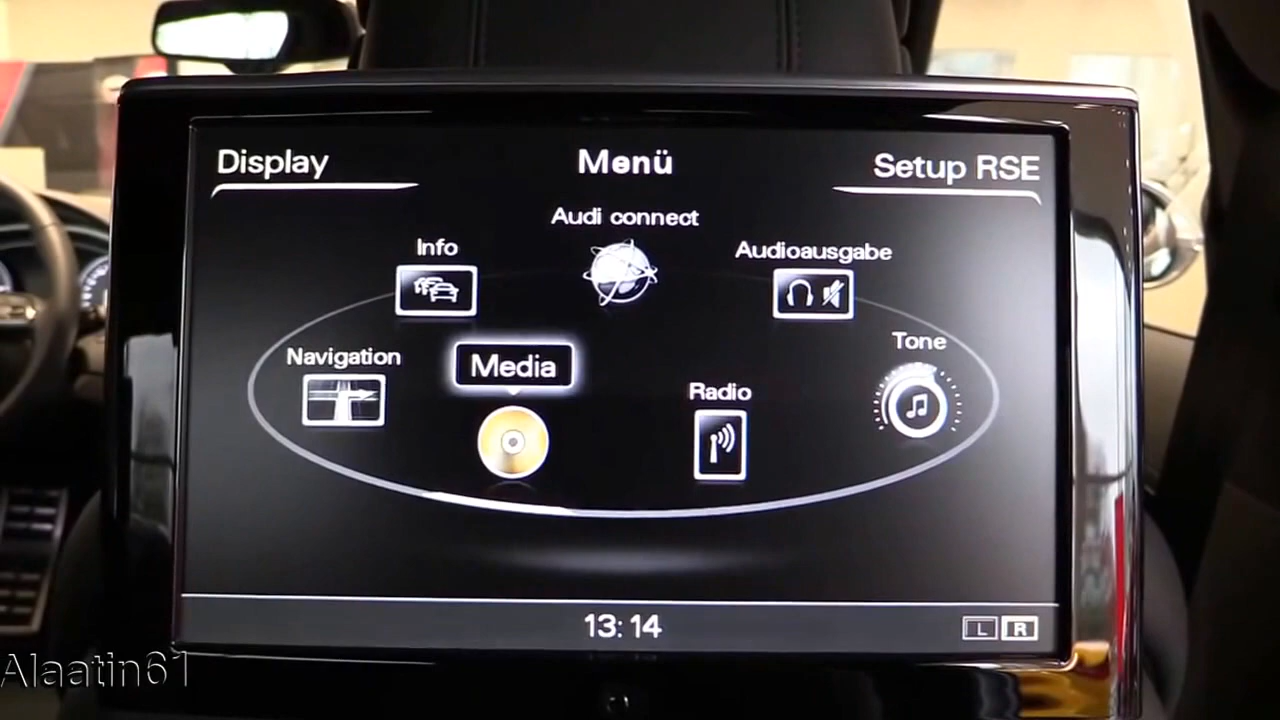 Display
Menü
Setup RSE
Audi connect
Info
Audioausgabe
Navigation
Media
Radio
Tone
13:14
L R
Alaatin61